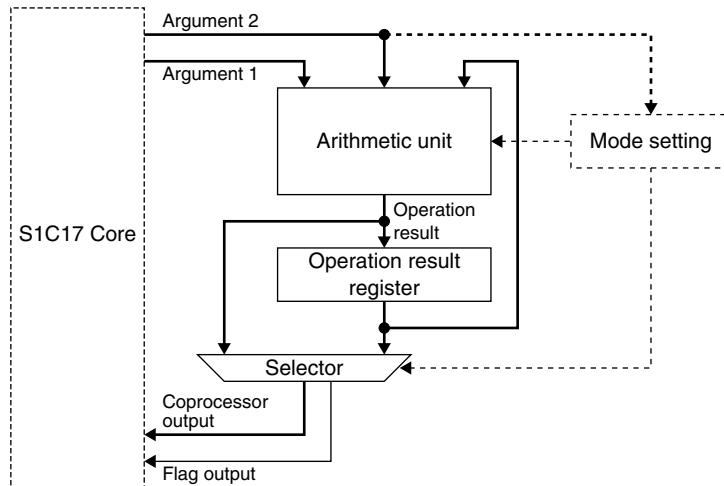 Argument 2
Argument 1
Arithmetic unit
Mode setting
S1C17 Core
Operation
result
Operation result
register
Selector
Coprocessor
output
Flag output